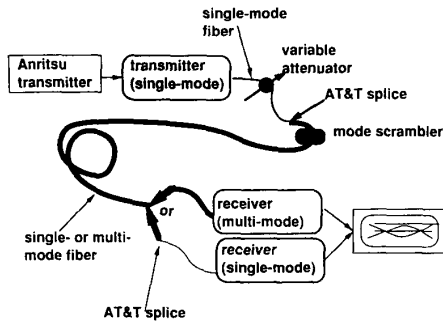 single-mode
fiber
Anritsu
transmitter
transmitter
(single-mode)
variable
attenuator
AT&T splice
mode scrambler
or
receiver
(multi-mode)
receiver
(single-mode)
single- or multi-
mode fiber
AT&T splice